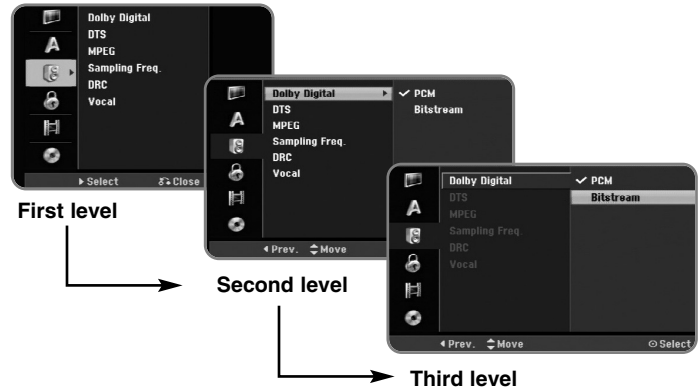 Dolby Digital
DTS
MPEG
Sampling Freq.
DRC
Vocal
Select Close
First level
Dolby Digital PCM
DTS Bitstream
MPEG
Sampling Freq.
DRC
Vocal
Prev. Move
Second level
Dolby Digital PCM
DTS Bitstream
MPEG
Sampling Freq.
DRC
Vocal
Prev. Move Select
Third level